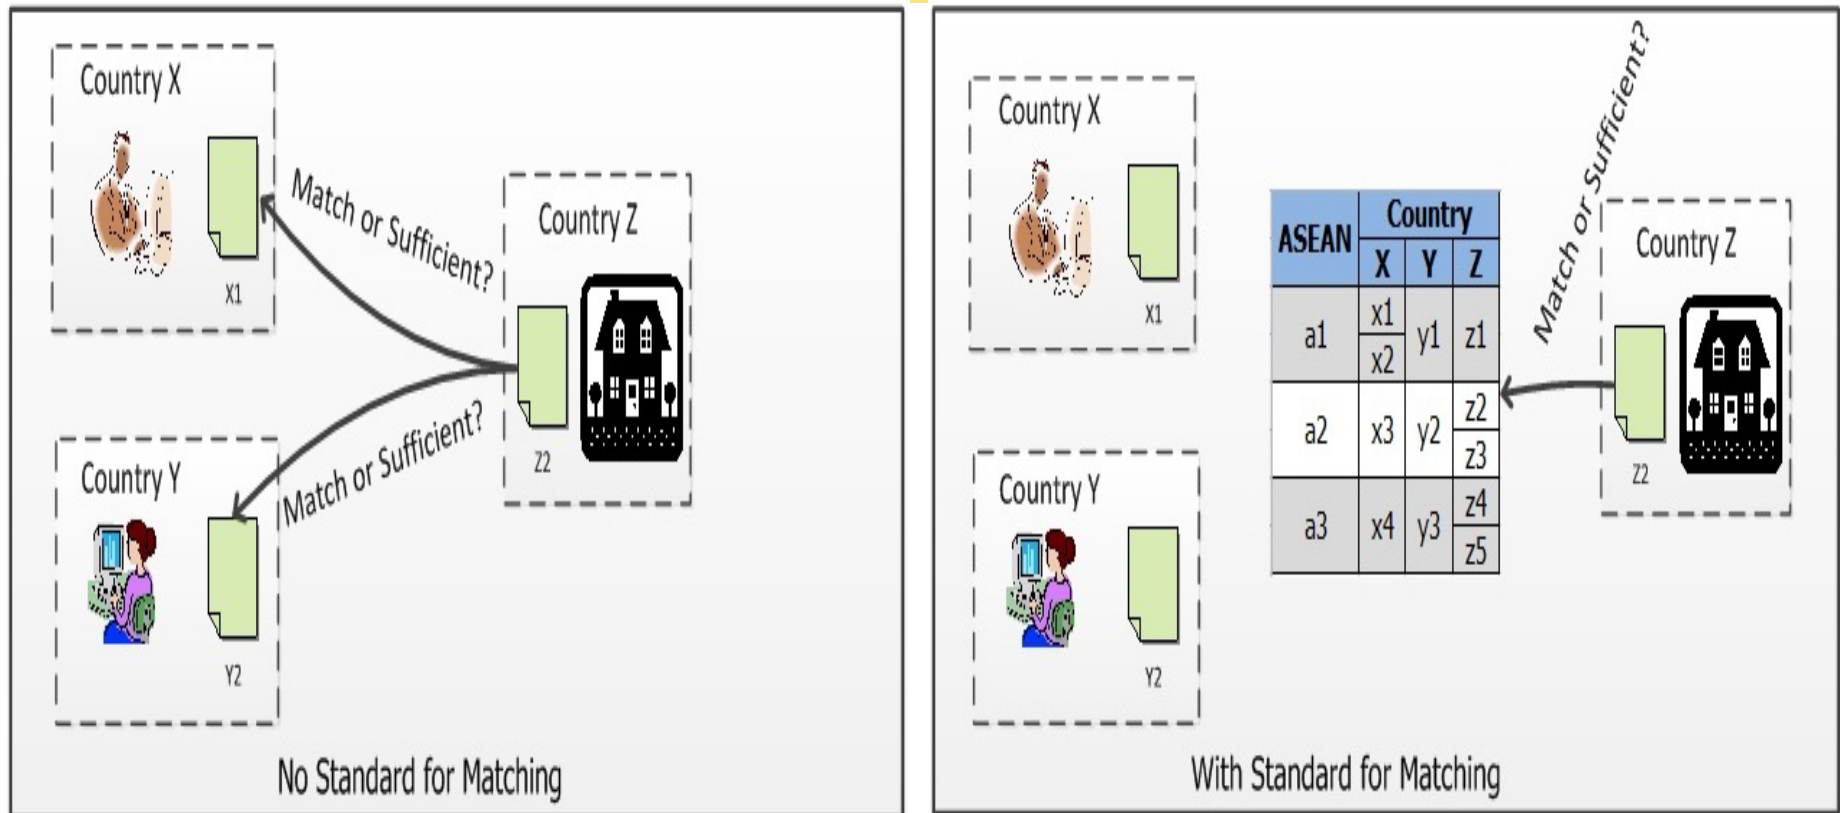 Country X
X1
Match or Sufficient?
Country Z
Z2
Match or Sufficient?
Country Y
Y2
No Standard for Matching
Country X
X1
Country Y
Y2
ASEAN Country
X Y Z
a1 x1 y1 z1
x2
a2 x3 y2 z2
z3
a3 x4 y3 z4
z5
Match or Sufficient?
Country Z
Z2
With Standard for Matching